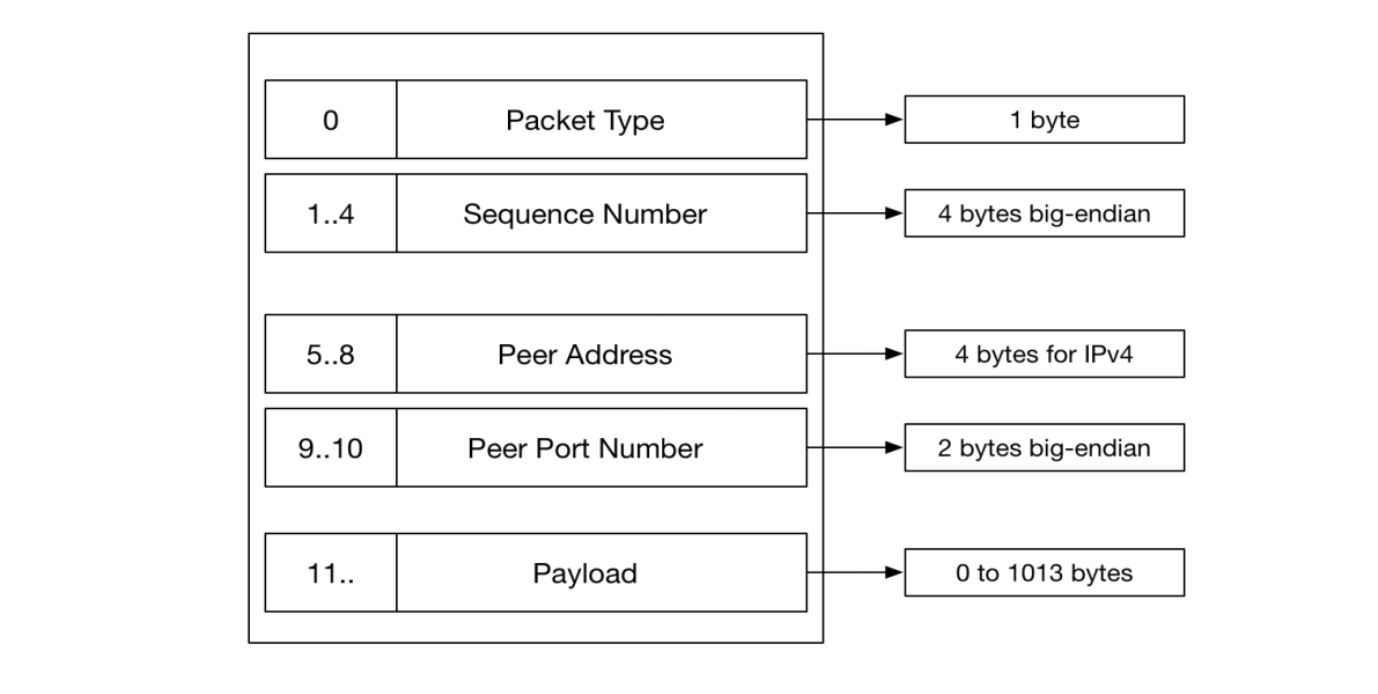 0
Packet Type
1 byte
1..4
Sequence Number
4 bytes big-endian
5..8
Peer Address
4 bytes for IPv4
9..10
Peer Port Number
2 bytes big-endian
11..
Payload
0 to 1013 bytes